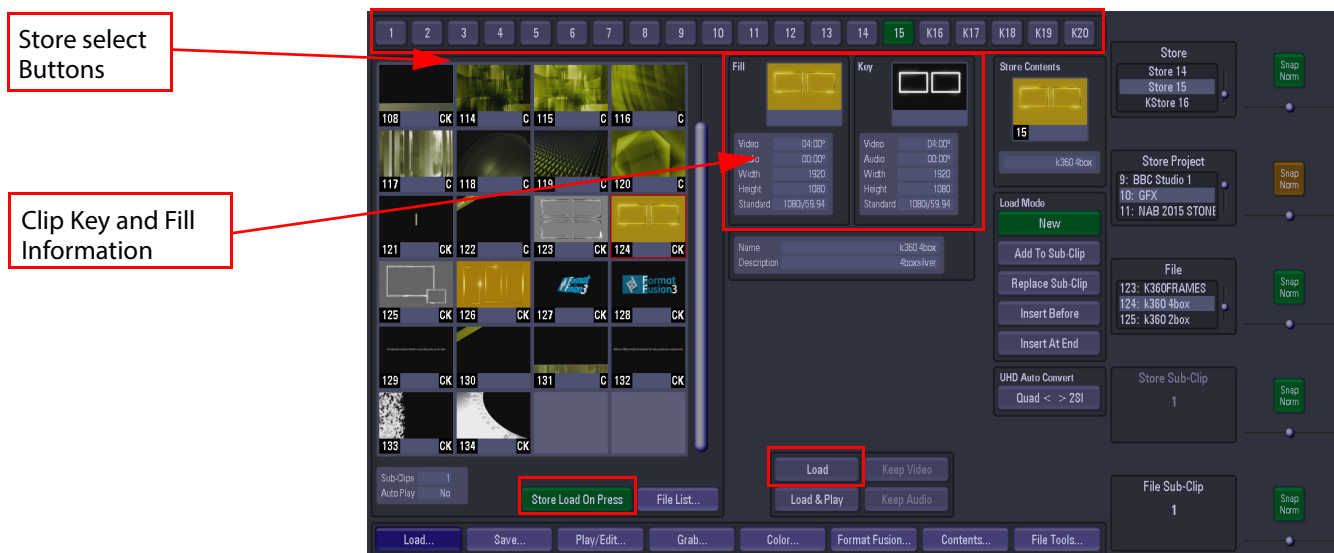 Store select
Buttons
Clip Key and Fill
Information
1 2 3 4 5 6 7 8 9 10 11 12 13 14 15 K16 K17 K18 K19 K20
108 CK 114 C 115 C 116 C
117 C 118 C 119 C 120 C
121 CK 122 C 123 CK 124 CK
Format
Fusion3
Format
Fusion3
125 CK 126 CK 127 CK 128 CK
129 CK 130 131 C 132 CK
133 CK 134 CK
Sub-Clips 1
Auto Play No
Store Load On Press
File List...
Fill
Video 04:00⁰
Audio 00:00⁰
Width 1920
Height 1080
Standard 1080/59.94
Key
Video 04:00⁰
Audio 00:00⁰
Width 1920
Height 1080
Standard 1080/59.94
Name k360 4box
Description 4boxsilver
Load Keep Video
Load & Play Keep Audio
Store Contents
15
k360 4box
Load Mode
New
Add To Sub-Clip
Replace Sub-Clip
Insert Before
Insert At End
UHD Auto Convert
Quad < > 2SI
Store
Store 14
Store 15
KStore 16
Snap
Norm
Store Project
9: BBC Studio 1
10: GFX
11: NAB 2015 STONE
Snap
Norm
File
123: K360FRAMES
124: k360 4box
125: k360 2box
Snap
Norm
Store Sub-Clip
1
Snap
Norm
File Sub-Clip
1
Snap
Norm
Load... Save... Play/Edit... Grab... Color... Format Fusion... Contents... File Tools...